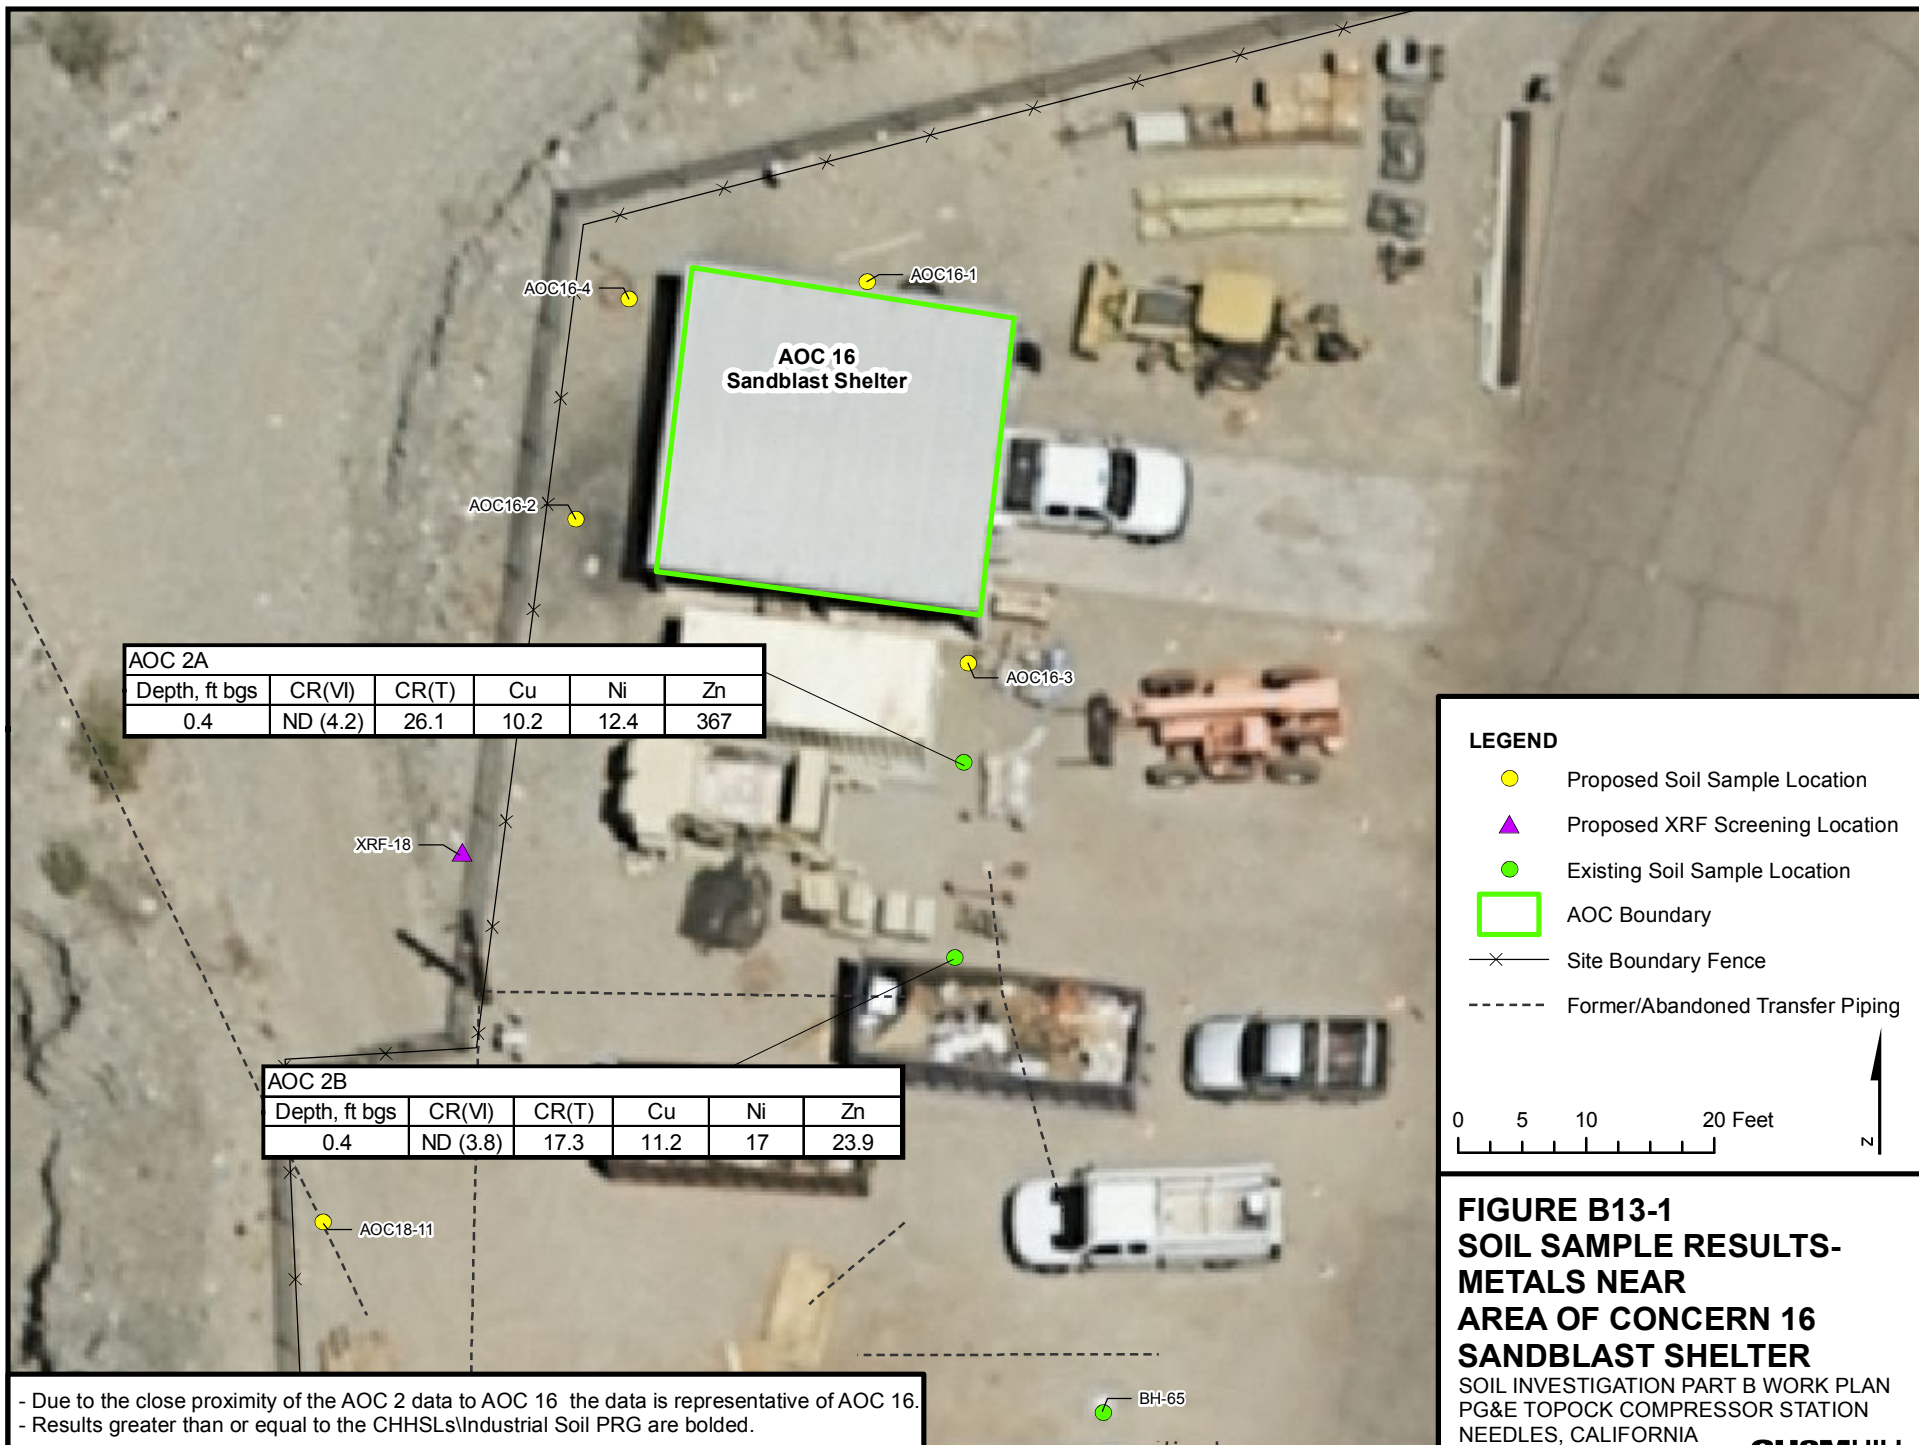 AOC16-4
AOC16-1
AOC 16
Sandblast Shelter
AOC16-2
AOC16-3
AOC 2A
Depth, ft bgs CR(VI) CR(T) Cu Ni Zn
0.4 ND (4.2) 26.1 10.2 12.4 367
XRF-18
AOC 2B
Depth, ft bgs CR(VI) CR(T) Cu Ni Zn
0.4 ND (3.8) 17.3 11.2 17 23.9
AOC18-11
BH-65
- Due to the close proximity of the AOC 2 data to AOC 16 the data is representative of AOC 16.
- Results greater than or equal to the CHHSLs\Industrial Soil PRG are bolded.
LEGEND
Proposed Soil Sample Location
Proposed XRF Screening Location
Existing Soil Sample Location
AOC Boundary
Site Boundary Fence
Former/Abandoned Transfer Piping
0 5 10 20 Feet
Z
FIGURE B13-1
SOIL SAMPLE RESULTS-
METALS NEAR
AREA OF CONCERN 16
SANDBLAST SHELTER
SOIL INVESTIGATION PART B WORK PLAN
PG&E TOPOCK COMPRESSOR STATION
NEEDLES, CALIFORNIA